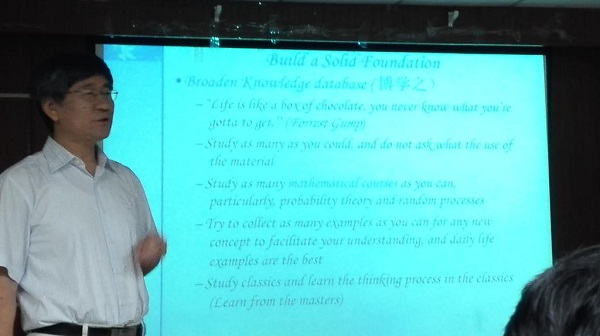 Build a Solid Foundation
• Broaden Knowledge database (博学之)
– "Life is like a box of chocolate, you never know what you're
gotta to get." (Forrest Gump)
– Study as many as you could, and do not ask what the use of
the material
– Study as many mathematical courses as you can,
particularly, probability theory and random processes
– Try to collect as many examples as you can for any new
concept to facilitate your understanding, and daily life
examples are the best
– Study classics and learn the thinking process in the classics
(Learn from the masters)